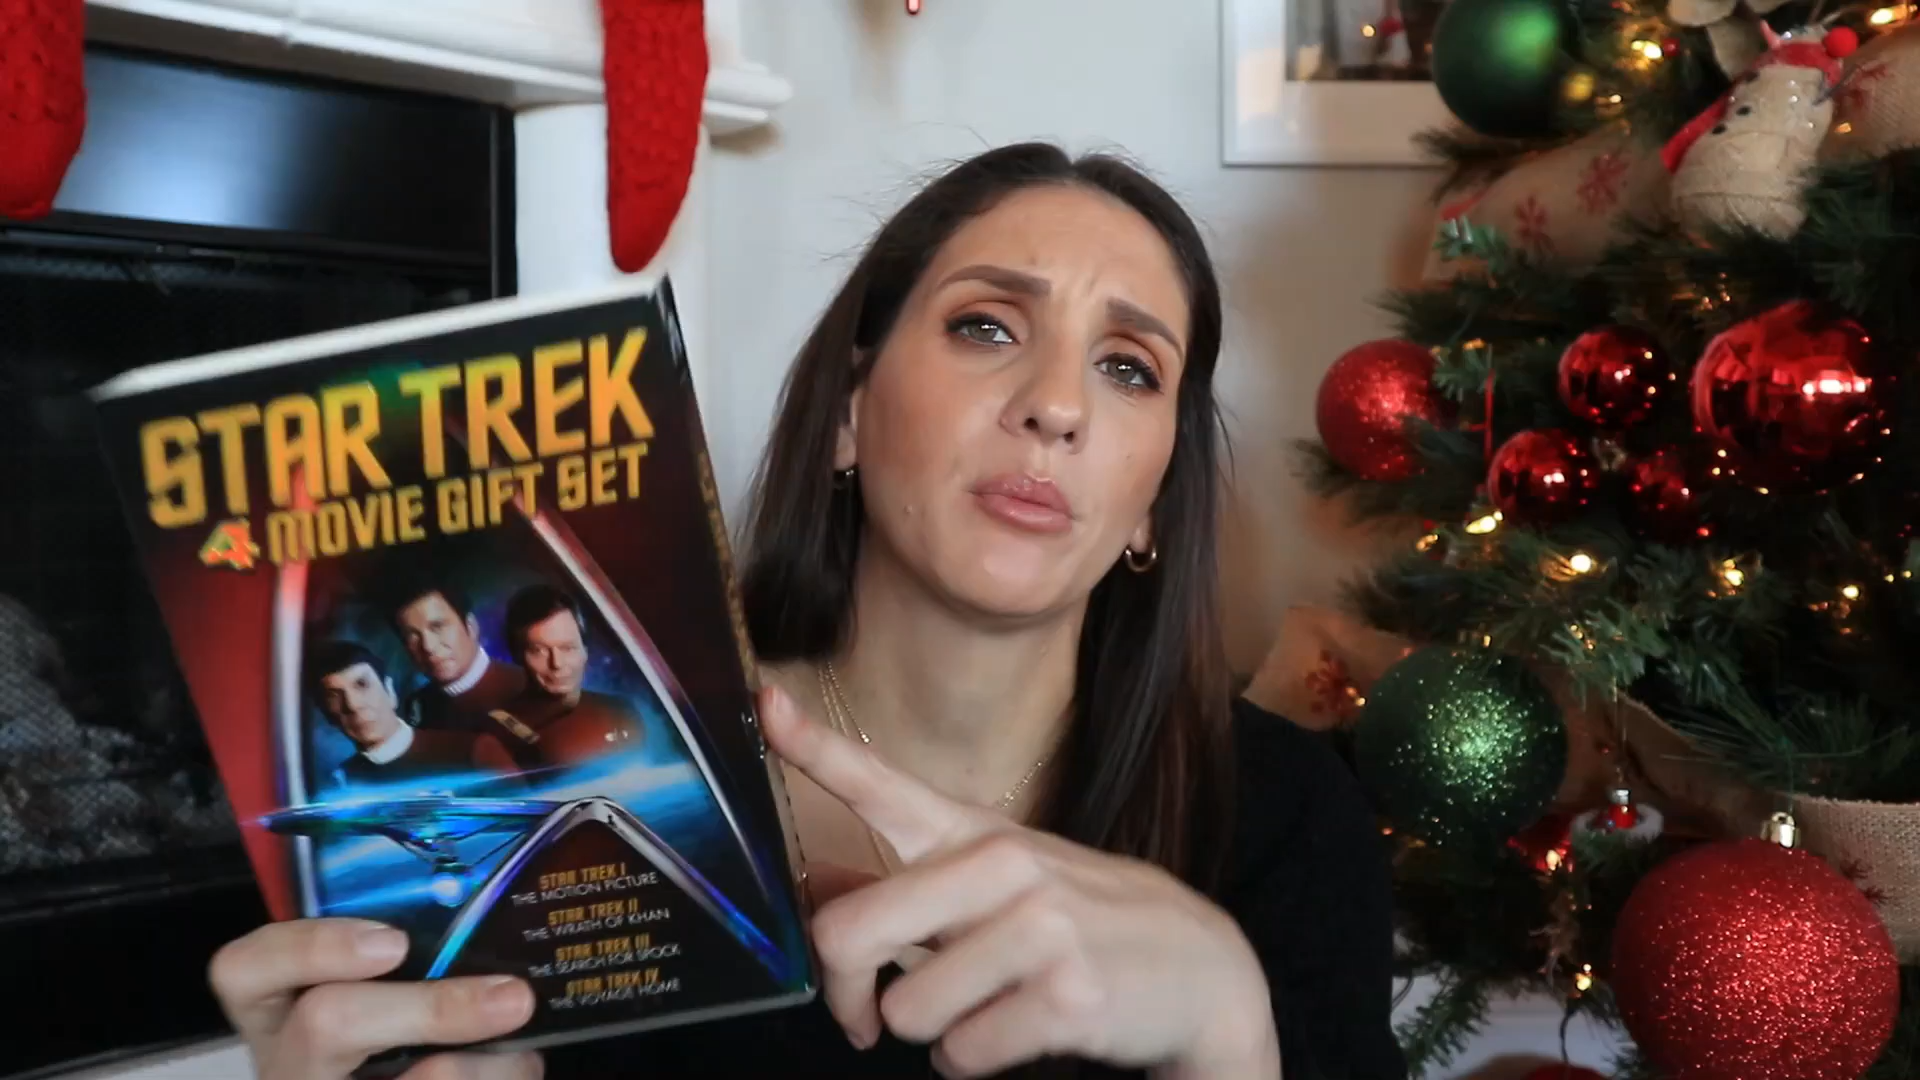 STAR TREK
4 MOVIE GIFT SET
STAR TREK I
THE MOTION PICTURE
STAR TREK II
THE WRATH OF KHAN
STAR TREK III
THE SEARCH FOR SPOCK
STAR TREK IV
THE VOYAGE HOME